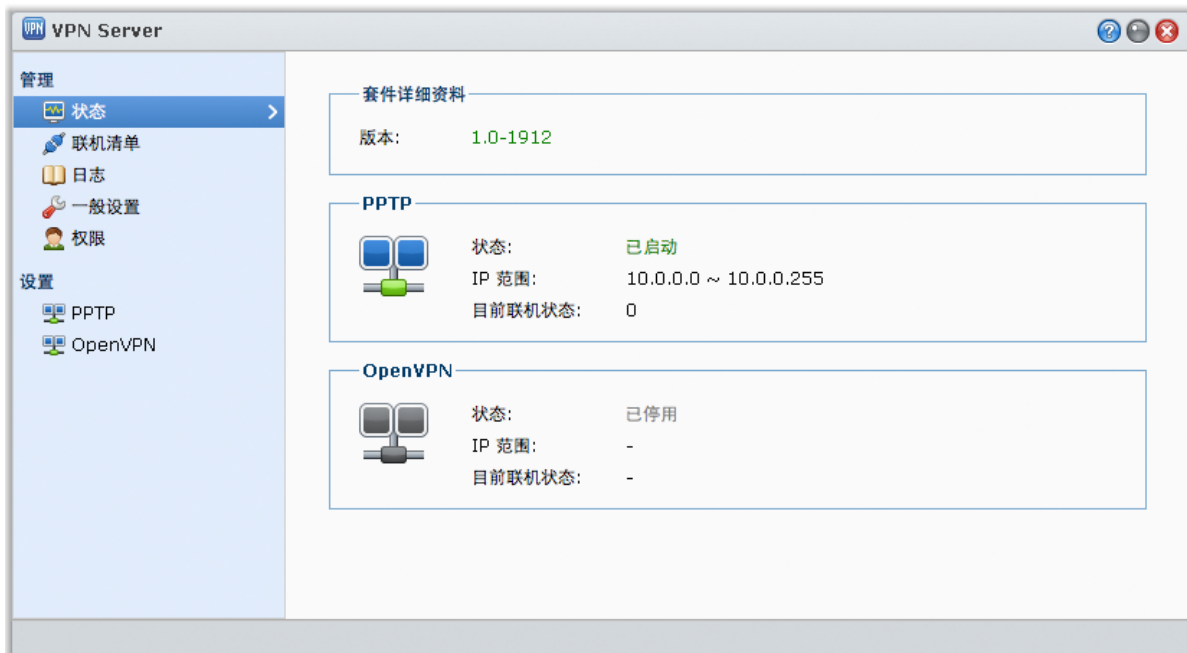 VPN VPN Server
管理
状态
联机清单
日志
一般设置
权限
设置
PPTP
OpenVPN
套件详细资料
版本: 1.0-1912
PPTP
状态: 已启动
IP 范围: 10.0.0.0 ~ 10.0.0.255
目前联机状态: 0
OpenVPN
状态: 已停用
IP 范围: -
目前联机状态: -